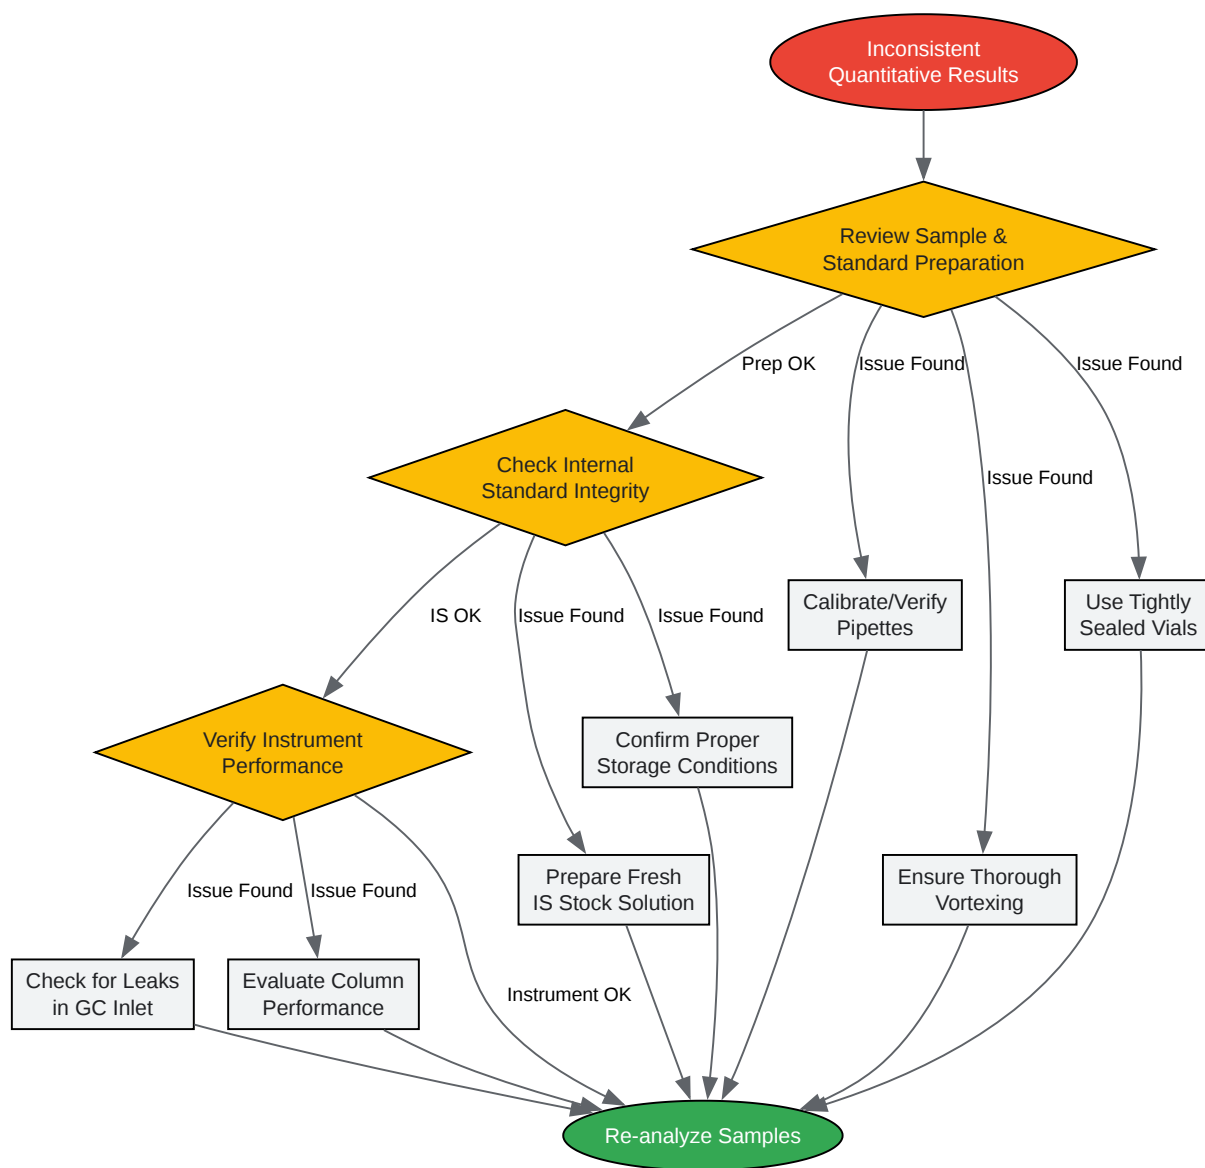 Inconsistent
Quantitative Results
Review Sample &
Standard Preparation
Prep OK
Issue Found
Issue Found
Issue Found
Check Internal
Standard Integrity
IS OK
Issue Found
Issue Found
Calibrate/Verify
Pipettes
Use Tightly
Sealed Vials
Verify Instrument
Performance
Confirm Proper
Storage Conditions
Issue Found
Issue Found
Instrument OK
Prepare Fresh
IS Stock Solution
Ensure Thorough
Vortexing
Check for Leaks
in GC Inlet
Evaluate Column
Performance
Re-analyze Samples